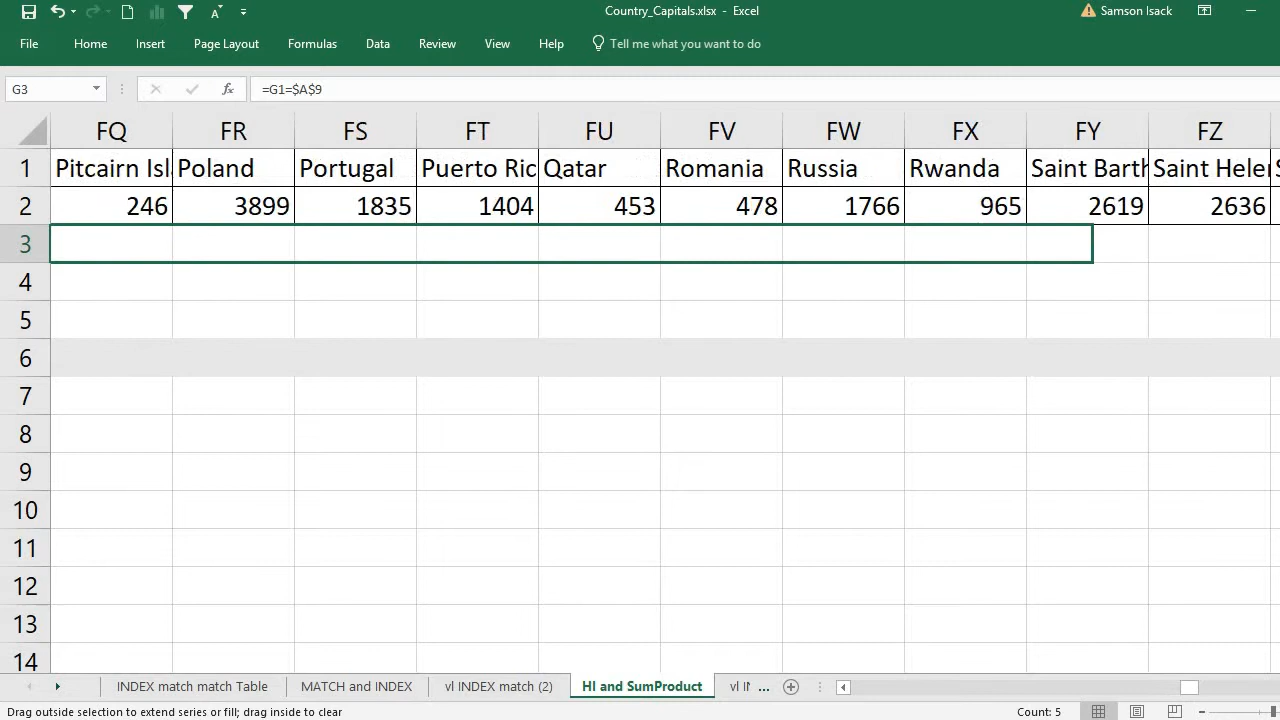 Country_Capitals.xlsx - Excel
Samson Isack
File Home Insert Page Layout Formulas Data Review View Help Tell me what you want to do
G3 fx =G1=$A$9
FQ FR FS FT FU FV FW FX FY FZ
1 Pitcairn Isl Poland Portugal Puerto Ric Qatar Romania Russia Rwanda Saint Barth Saint Helen
2 246 3899 1835 1404 453 478 1766 965 2619 2636
3
4
5
6
7
8
9
10
11
12
13
14
INDEX match match Table MATCH and INDEX vl INDEX match (2) HI and SumProduct ...
Drag outside selection to extend series or fill; drag inside to clear Count: 5